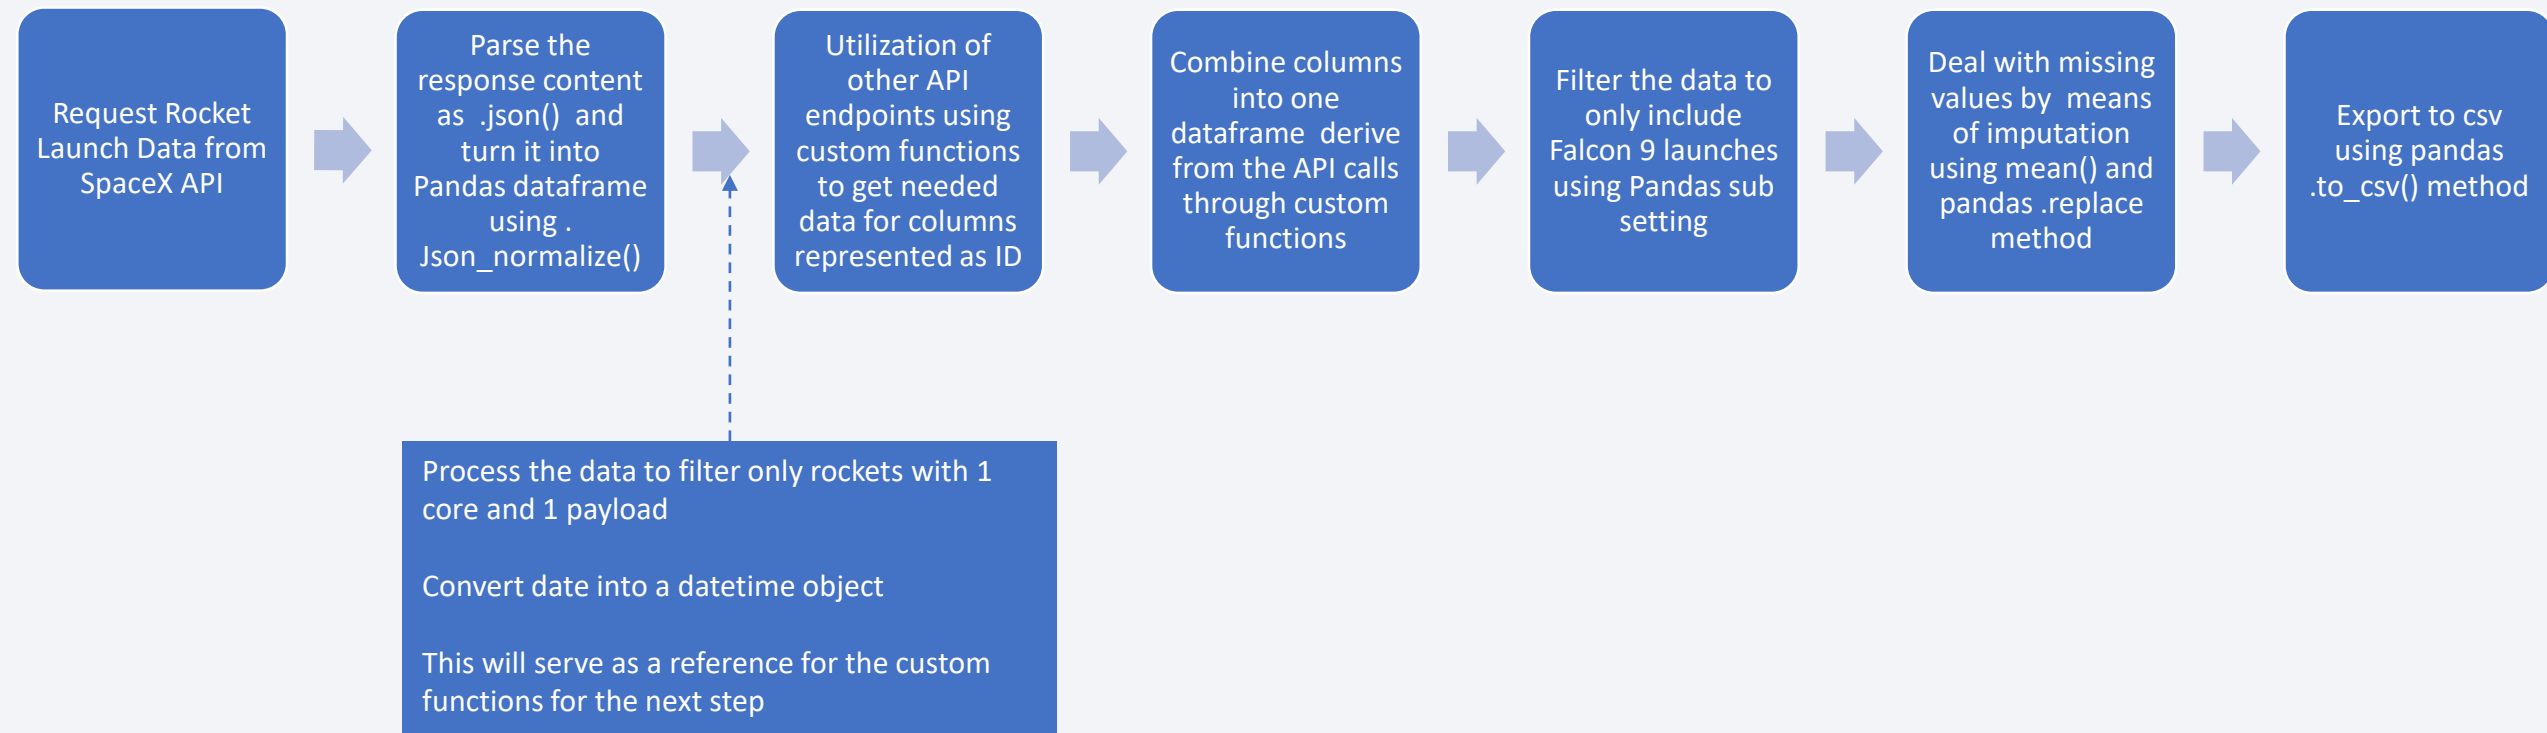 Request Rocket
Launch Data from
SpaceX API
Parse the
response content
as .json() and
turn it into
Pandas dataframe
using .
Json_normalize()
Utilization of
other API
endpoints using
custom functions
to get needed
data for columns
represented as ID
Combine columns
into one
dataframe derive
from the API calls
through custom
functions
Filter the data to
only include
Falcon 9 launches
using Pandas sub
setting
Deal with missing
values by means
of imputation
using mean() and
pandas .replace
method
Export to csv
using pandas
.to_csv() method
Process the data to filter only rockets with 1
core and 1 payload
Convert date into a datetime object
This will serve as a reference for the custom
functions for the next step